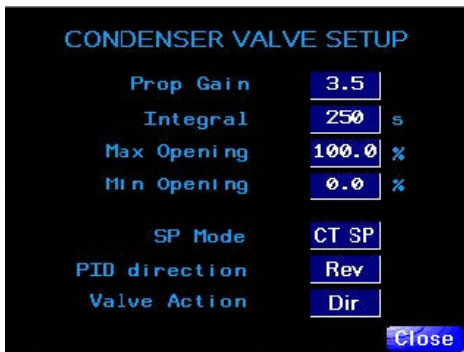 CONDENSER VALVE SETUP
Prop Gain 3.5
Integral 250 s
Max Opening 100.0 %
Min Opening 0.0 %
SP Mode CT SP
PID direction Rev
Valve Action Dir
Close